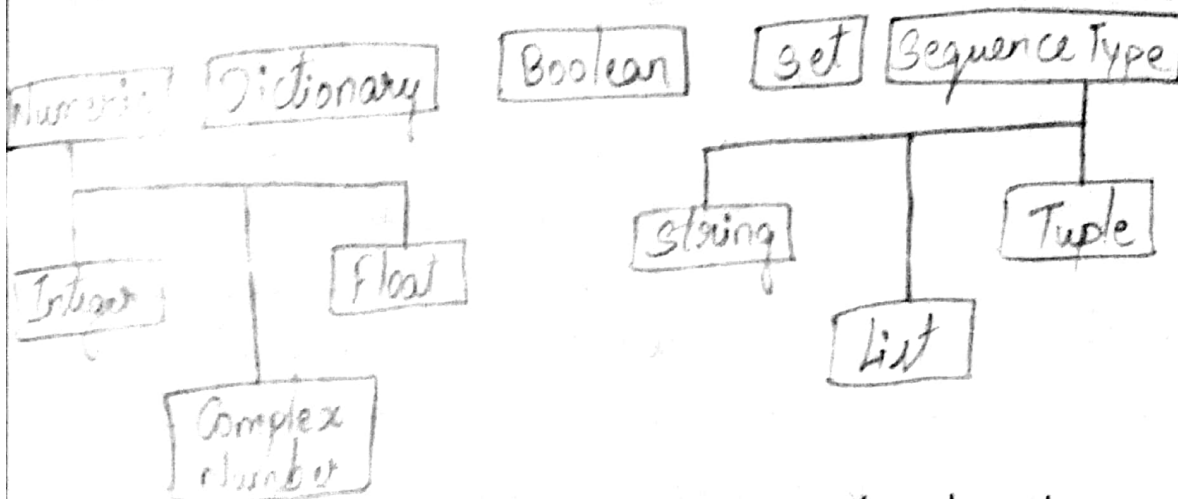 Numeric Dictionary Boolean Set Sequence Type
Integer Float String Tuple
Complex
Number
List